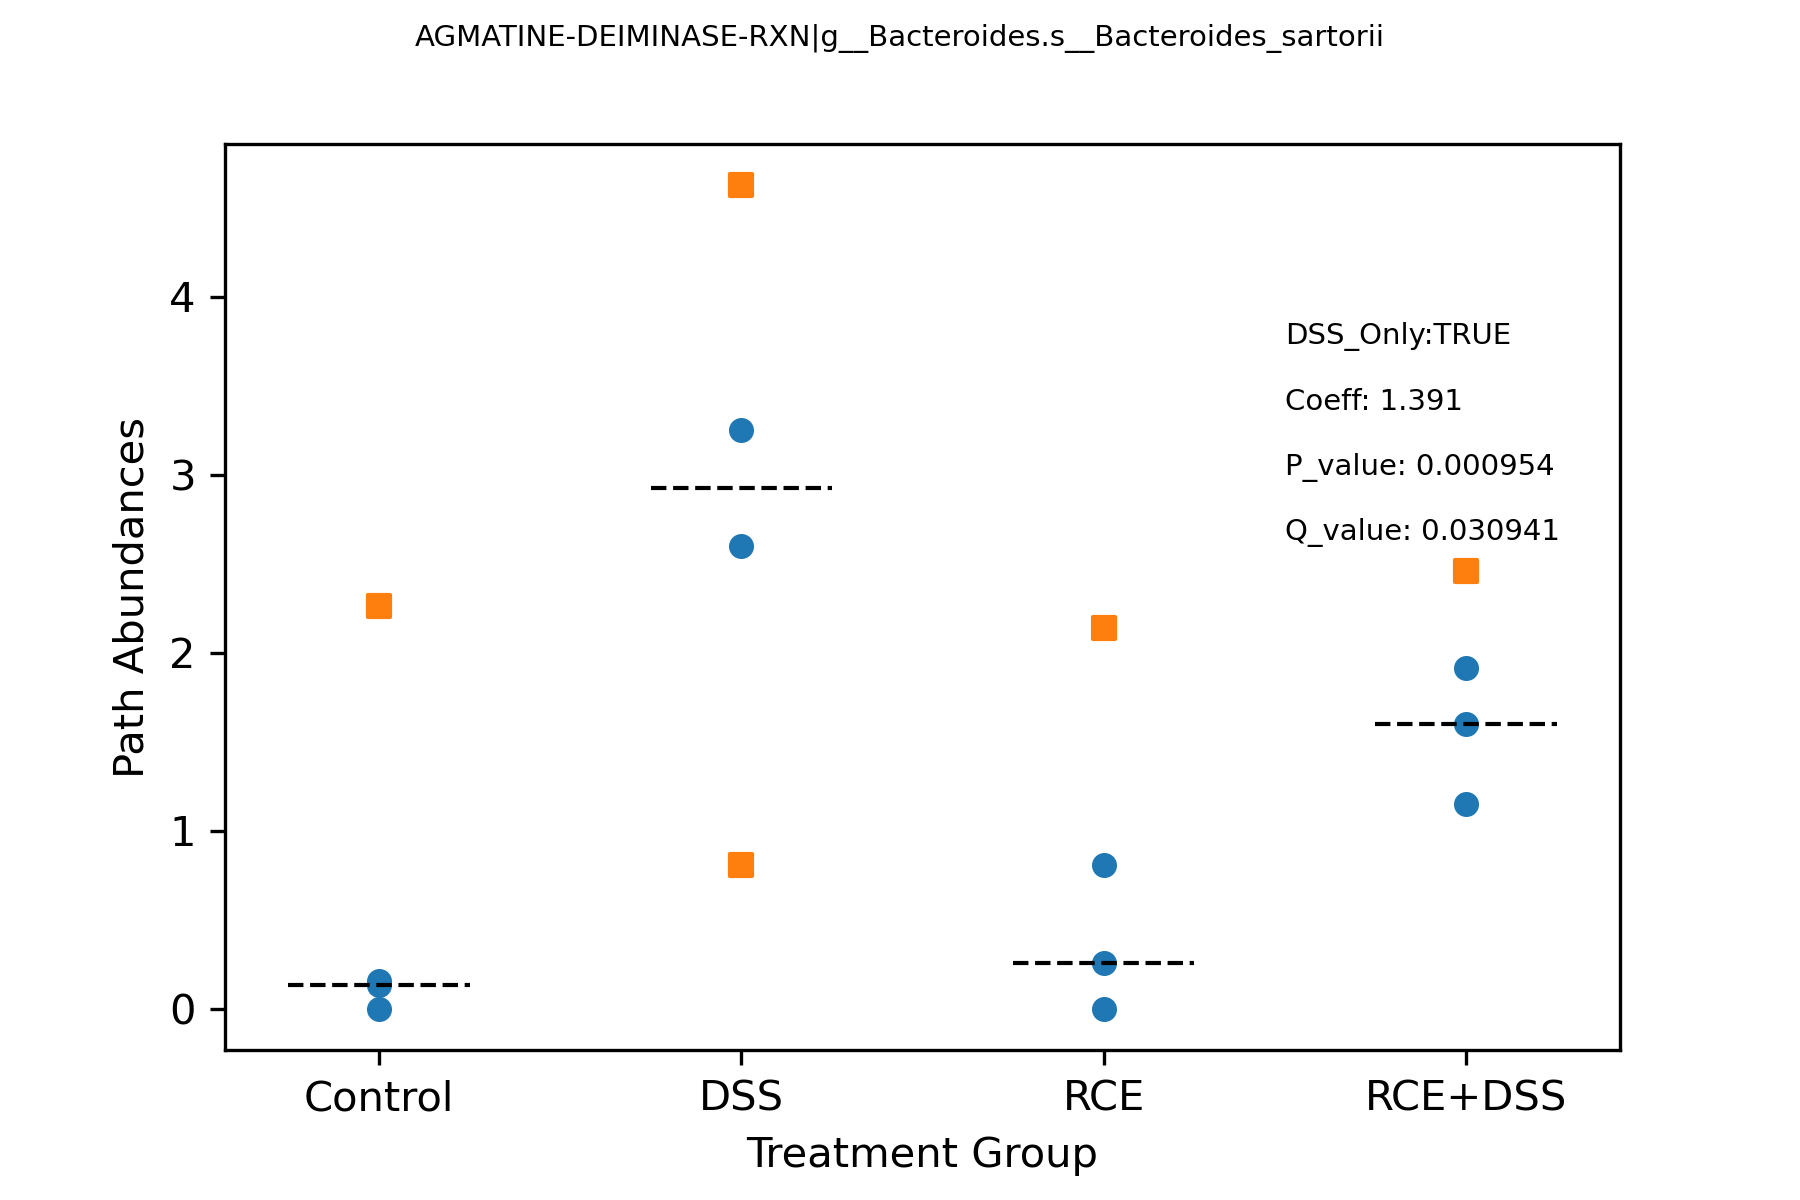 AGMATINE-DEIMINASE-RXN|g__Bacteroides.s__Bacteroides_sartorii
4
3
2
1
0
Path Abundances
DSS_Only:TRUE
Coeff: 1.391
P_value: 0.000954
Q_value: 0.030941
Control
DSS
RCE
RCE+DSS
Treatment Group